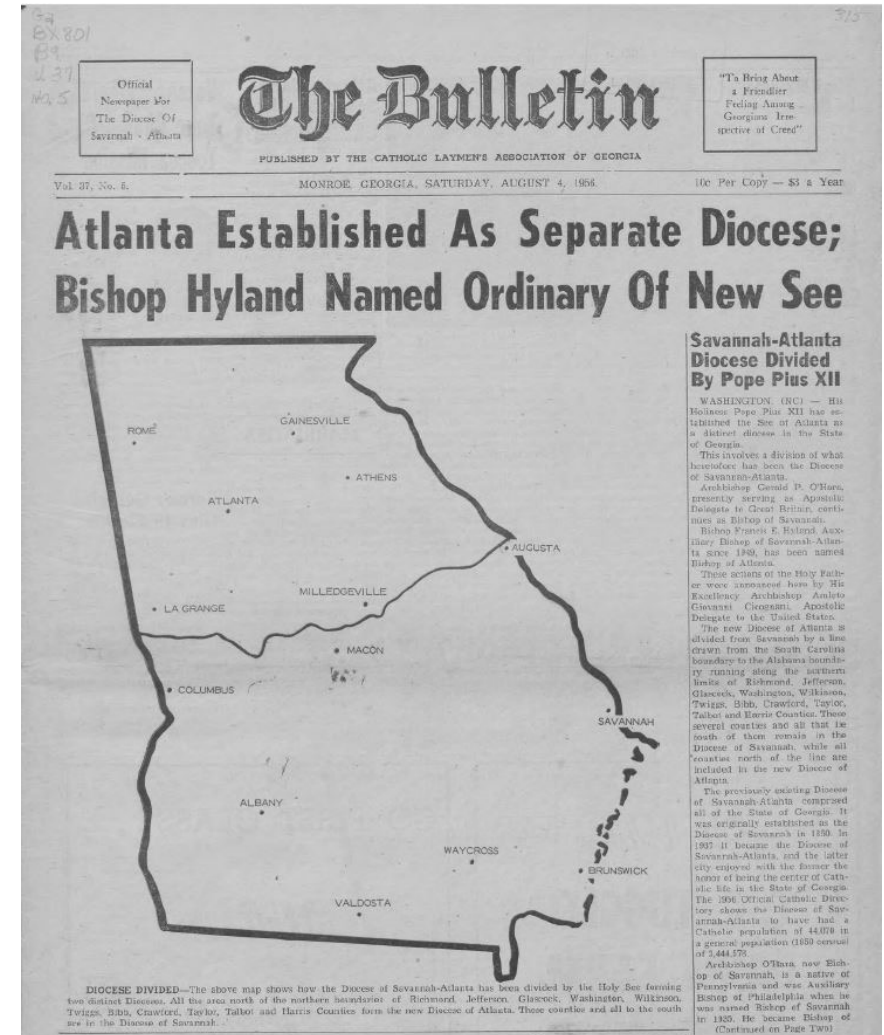 BX801
B9
315
Official
Newspaper For
The Diocese Of
Savannah - Atlanta
The Bulletin
PUBLISHED BY THE CATHOLIC LAYMEN'S ASSOCIATION OF GEORGIA
"To Bring About
a Friendlier
Feeling Among
Georgians Irre-
spective of Creed"
Vol. 37, No. 5.
MONROE, GEORGIA, SATURDAY, AUGUST 4, 1956
10c Per Copy — $3 a Year
Atlanta Established As Separate Diocese;
Bishop Hyland Named Ordinary Of New See
ROME
GAINESVILLE
ATHENS
ATLANTA
AUGUSTA
MILLEDGEVILLE
LA GRANGE
MACON
COLUMBUS
SAVANNAH
ALBANY
WAYCROSS
BRUNSWICK
VALDOSTA
DIOCESE DIVIDED—The above map shows how the Diocese of Savannah-Atlanta has been divided by the Holy See forming
two distinct Dioceses. All the area north of the northern boundaries of Richmond, Jefferson, Glascock, Washington, Wilkinson,
Twiggs, Bibb, Crawford, Taylor, Talbot and Harris Counties form the new Diocese of Atlanta. These counties and all to the south
are in the Diocese of Savannah.
Savannah-Atlanta
Diocese Divided
By Pope Pius XII
WASHINGTON, (NC) — His
Holiness Pope Pius XII has es-
tablished the See of Atlanta as
a distinct diocese in the State
of Georgia.
This involves a division of what
heretofore has been the Diocese
of Savannah-Atlanta.
Archbishop Gerald P. O'Hara,
presently serving as Apostolic
Delegate to Great Britain, conti-
nues as Bishop of Savannah.
Bishop Francis E. Hyland, Aux-
iliary Bishop of Savannah-Atlan-
ta since 1949, has been named
Bishop of Atlanta.
These actions of the Holy Fath-
er were announced here by His
Excellency Archbishop Amleto
Giovanni Cicognani, Apostolic
Delegate to the United States.
The new Diocese of Atlanta is
divided from Savannah by a line
drawn from the South Carolina
boundary to the Alabama bounda-
ry running along the northern
limits of Richmond, Jefferson,
Glascock, Washington, Wilkinson,
Twiggs, Bibb, Crawford, Taylor,
Talbot and Harris Counties. These
several counties and all that lie
south of them remain in the
Diocese of Savannah, while all
counties north of the line are
included in the new Diocese of
Atlanta.
The previously existing Diocese
of Savannah-Atlanta comprised
all of the State of Georgia. It
was originally established as the
Diocese of Savannah in 1850. In
1937 it became the Diocese of
Savannah-Atlanta, and the latter
city enjoyed with the former the
honor of being the center of Cath-
olic life in the State of Georgia.
The 1956 Official Catholic Direc-
tory shows the Diocese of Sav-
annah-Atlanta to have had a
Catholic population of in
a general population (1950 census)
of 3,444,578.
Archbishop O'Hara, now Bish-
op of Savannah, is a native of
Pennsylvania and was Auxiliary
Bishop of Philadelphia when he
was named Bishop of Savannah
in 1935. He became Bishop of
(Continued on Page Two)